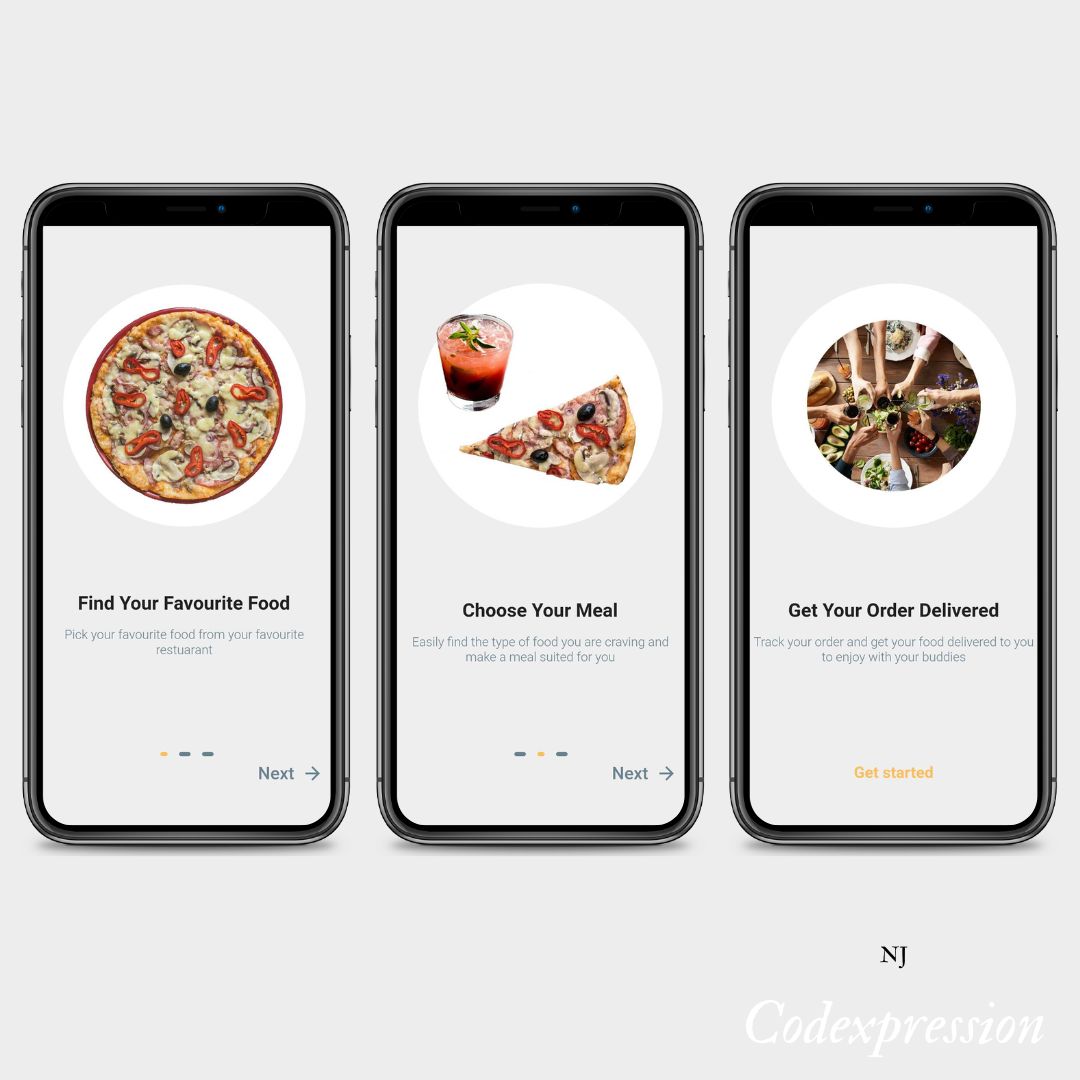 Find Your Favourite Food
Pick your favourite food from your favourite
restuarant
Next
Choose Your Meal
Easily find the type of food you are craving and
make a meal suited for you
Next
Get Your Order Delivered
Track your order and get your food delivered to you
to enjoy with your buddies
Get started
NJ
Codexpression